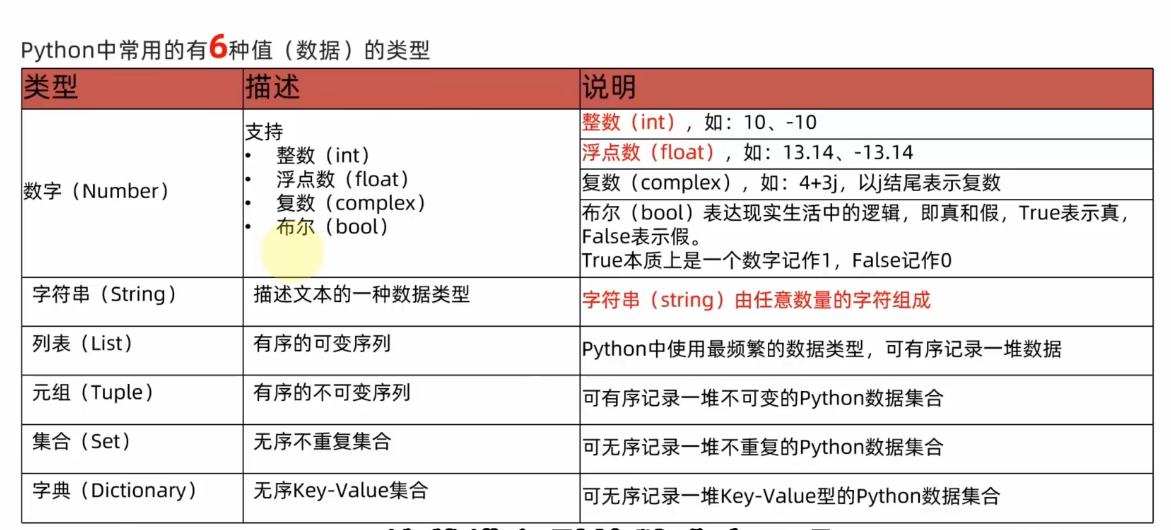 Python中常用的有6种值（数据）的类型
类型 描述 说明
数字（Number）
支持
• 整数（int）
• 浮点数（float）
• 复数（complex）
• 布尔（bool）
整数（int），如：10、-10
浮点数（float），如：13.14、-13.14
复数（complex），如：4+3j，以j结尾表示复数
布尔（bool）表达现实生活中的逻辑，即真和假，True表示真，
False表示假。
True本质上是一个数字记作1，False记作0
字符串（String） 描述文本的一种数据类型 字符串（string）由任意数量的字符组成
列表（List） 有序的可变序列 Python中使用最频繁的数据类型，可有序记录一堆数据
元组（Tuple） 有序的不可变序列 可有序记录一堆不可变的Python数据集合
集合（Set） 无序不重复集合 可无序记录一堆不重复的Python数据集合
字典（Dictionary） 无序Key-Value集合 可无序记录一堆Key-Value型的Python数据集合